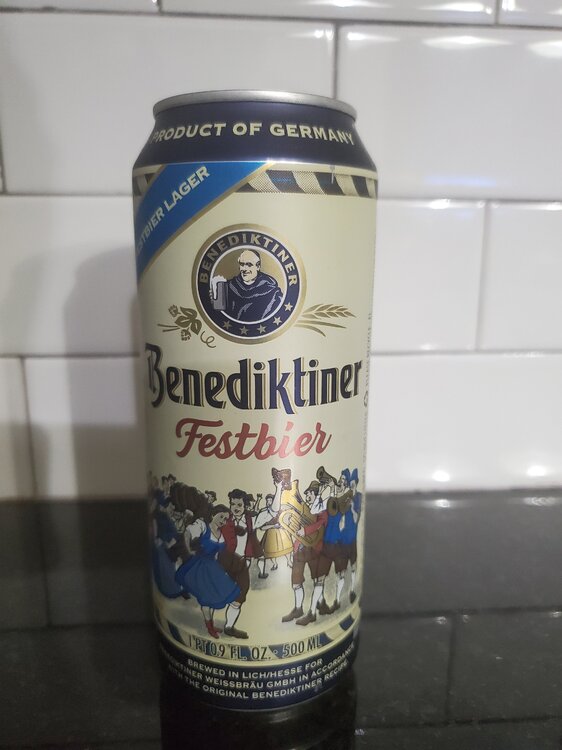 PRODUCT OF GERMANY
LAGER
BENEDIKTINER
Benediktiner
Festbier
1 PT 0.9 FL. OZ. • 500 ML
BREWED IN LICH/HESSE FOR
WEISSBRÄU GMBH IN ACCORDANCE
WITH THE ORIGINAL BENEDIKTINER RECIPE